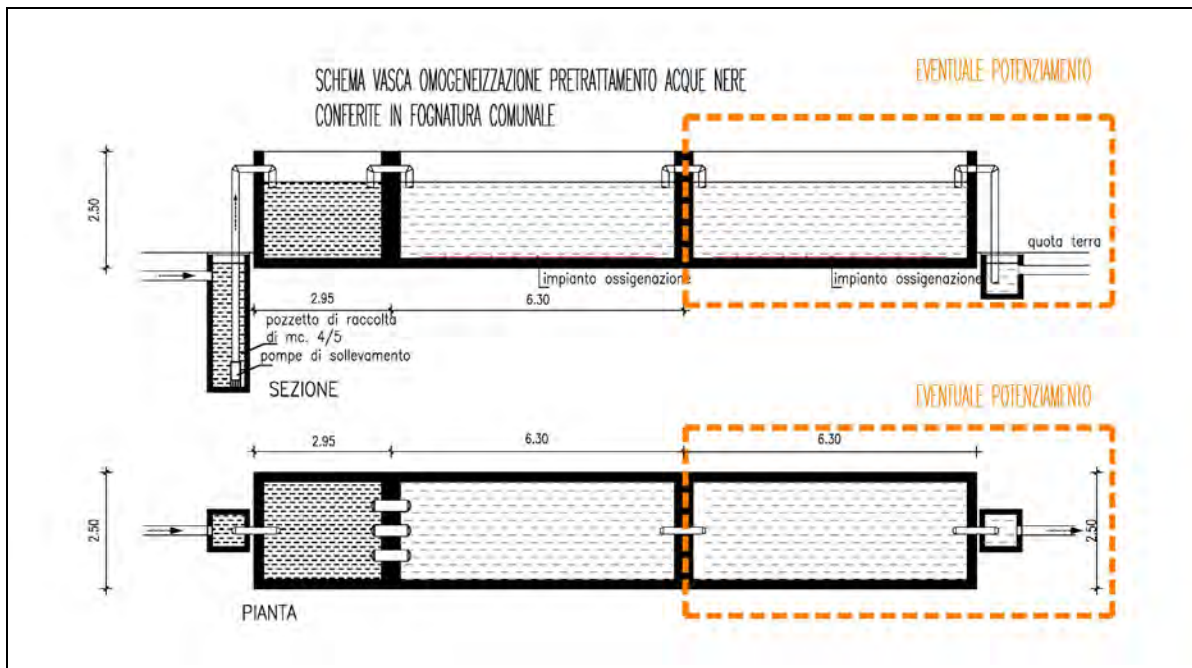 SCHEMA VASCA OMOGENEIZZAZIONE PRETRATTAMENTO ACQUE NERE
CONFERITE IN FOGNATURA COMUNALE
EVENTUALE POTENZIAMENTO
2.50
quota terra
impianto ossigenazione
impianto ossigenazione
2.95
6.30
pozzetto di raccolta
di mc. 4/5
pompe di sollevamento
SEZIONE
EVENTUALE POTENZIAMENTO
2.95
6.30
6.30
2.50
2.50
PIANTA